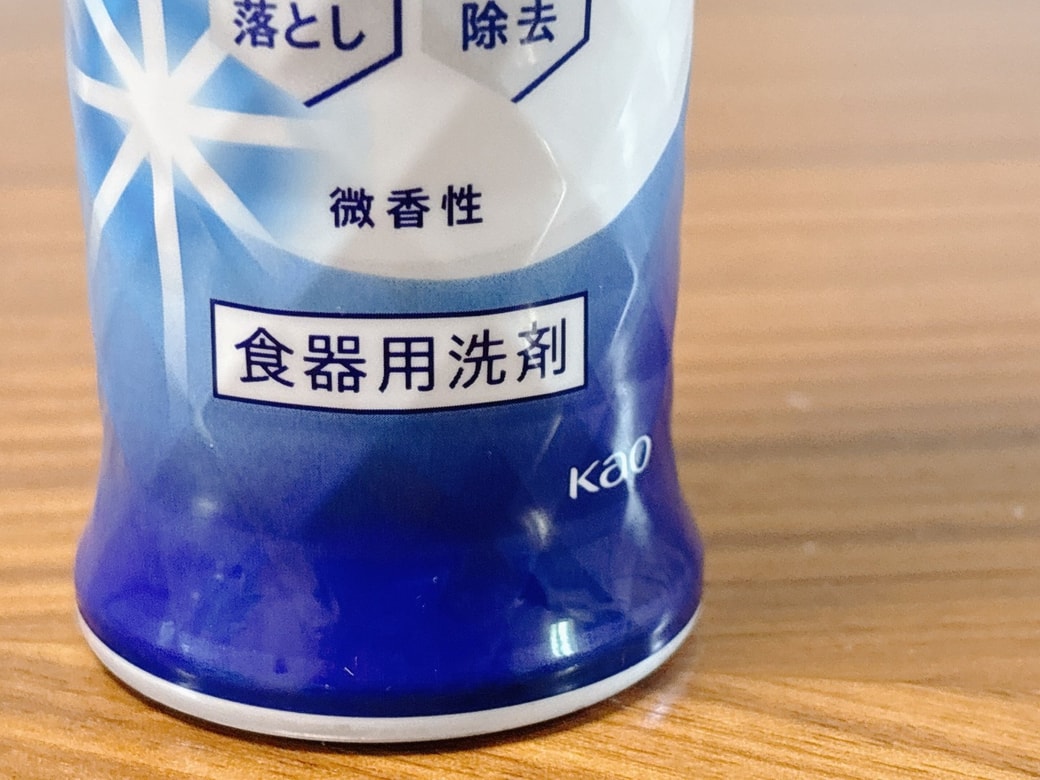 落とし
除去
微香性
食器用洗剤
Kao